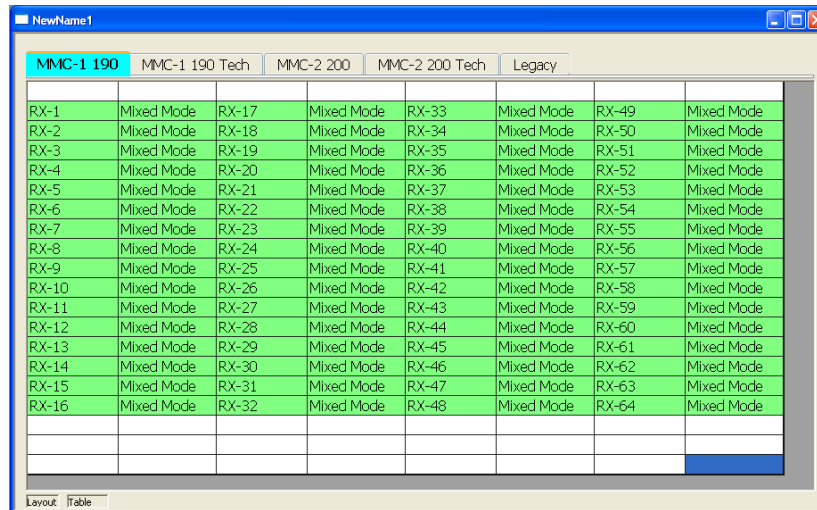 NewName1
MMC-1 190 MMC-1 190 Tech MMC-2 200 MMC-2 200 Tech Legacy
RX-1 Mixed Mode RX-17 Mixed Mode RX-33 Mixed Mode RX-49 Mixed Mode
RX-2 Mixed Mode RX-18 Mixed Mode RX-34 Mixed Mode RX-50 Mixed Mode
RX-3 Mixed Mode RX-19 Mixed Mode RX-35 Mixed Mode RX-51 Mixed Mode
RX-4 Mixed Mode RX-20 Mixed Mode RX-36 Mixed Mode RX-52 Mixed Mode
RX-5 Mixed Mode RX-21 Mixed Mode RX-37 Mixed Mode RX-53 Mixed Mode
RX-6 Mixed Mode RX-22 Mixed Mode RX-38 Mixed Mode RX-54 Mixed Mode
RX-7 Mixed Mode RX-23 Mixed Mode RX-39 Mixed Mode RX-55 Mixed Mode
RX-8 Mixed Mode RX-24 Mixed Mode RX-40 Mixed Mode RX-56 Mixed Mode
RX-9 Mixed Mode RX-25 Mixed Mode RX-41 Mixed Mode RX-57 Mixed Mode
RX-10 Mixed Mode RX-26 Mixed Mode RX-42 Mixed Mode RX-58 Mixed Mode
RX-11 Mixed Mode RX-27 Mixed Mode RX-43 Mixed Mode RX-59 Mixed Mode
RX-12 Mixed Mode RX-28 Mixed Mode RX-44 Mixed Mode RX-60 Mixed Mode
RX-13 Mixed Mode RX-29 Mixed Mode RX-45 Mixed Mode RX-61 Mixed Mode
RX-14 Mixed Mode RX-30 Mixed Mode RX-46 Mixed Mode RX-62 Mixed Mode
RX-15 Mixed Mode RX-31 Mixed Mode RX-47 Mixed Mode RX-63 Mixed Mode
RX-16 Mixed Mode RX-32 Mixed Mode RX-48 Mixed Mode RX-64 Mixed Mode
Layout Table